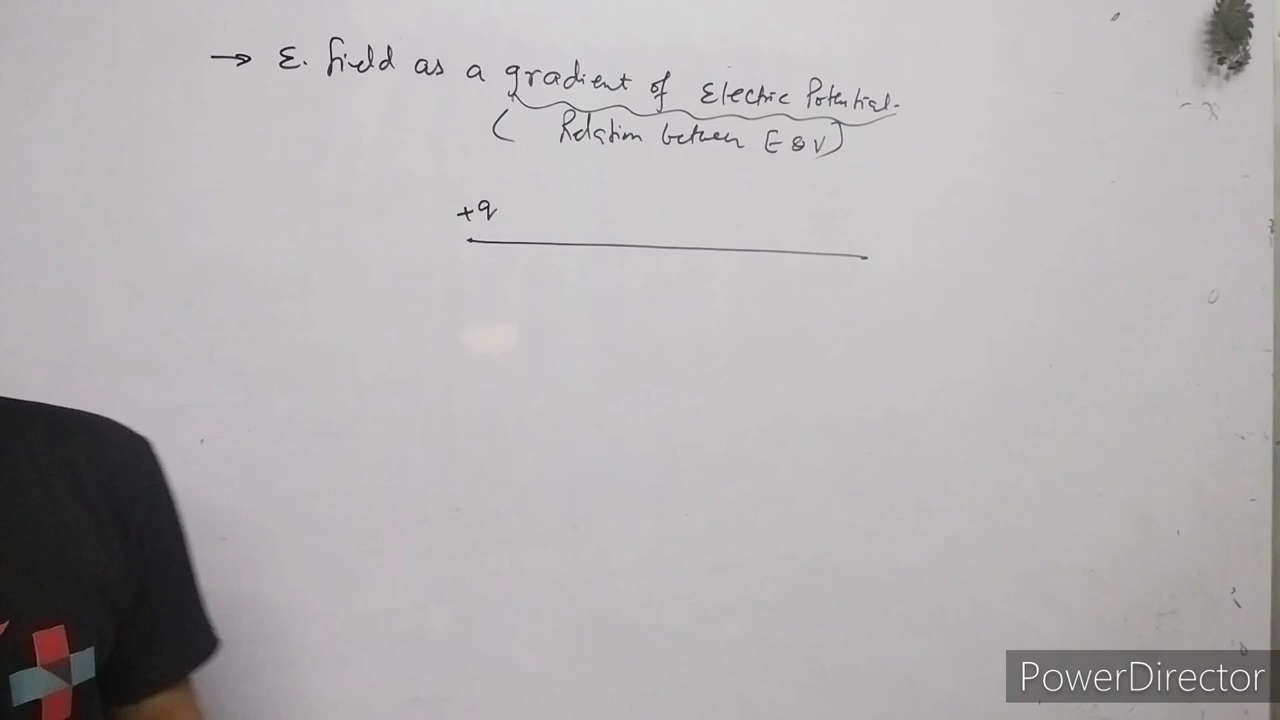 → E. field as a gradient of Electric Potential.
( Relation between E & V)
+q
PowerDirector